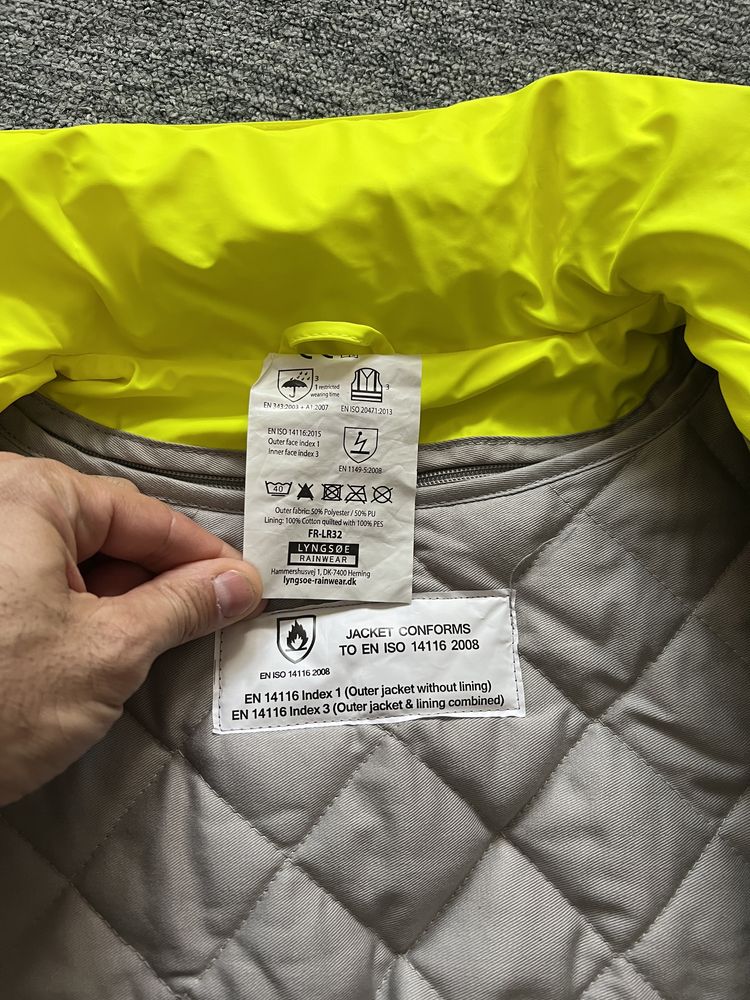 3
1 restricted
wearing time
3
EN 343:2003 + A1:2007
EN ISO 20471:2013
EN ISO 14116:2015
Outer face index 1
Inner face index 3
EN 1149-5:2008
40
Outer fabric: 50% Polyester / 50% PU
Lining: 100% Cotton quilted with 100% PES
FR-LR32
LYNGSØE
RAINWEAR
Hammershusvej 1, DK-7400 Herning
lyngsoe-rainwear.dk
JACKET CONFORMS
TO EN ISO 14116 2008
EN ISO 14116 2008
EN 14116 Index 1 (Outer jacket without lining)
EN 14116 Index 3 (Outer jacket & lining combined)